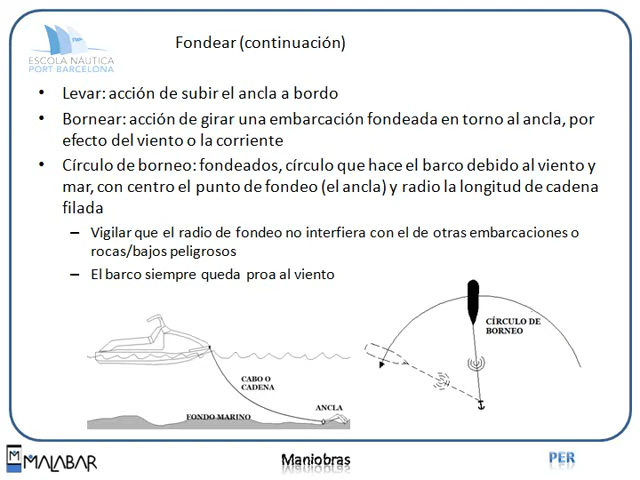 Fondear (continuación)
ESCOLA NÀUTICA
PORT BARCELONA
• Levar: acción de subir el ancla a bordo
• Bornear: acción de girar una embarcación fondeada en torno al ancla, por
efecto del viento o la corriente
• Círculo de borneo: fondeados, círculo que hace el barco debido al viento y
mar, con centro el punto de fondeo (el ancla) y radio la longitud de cadena
filada
– Vigilar que el radio de fondeo no interfiera con el de otras embarcaciones o
rocas/bajos peligrosos
– El barco siempre queda proa al viento
CÍRCULO DE
BORNEO
CABO O
CADENA
ANCLA
FONDO MARINO
MALABAR
Maniobras
PER